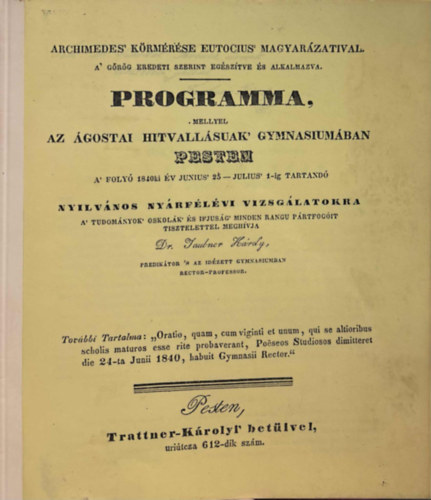 ARCHIMEDES' KÖRMÉRÉSE EUTOCIUS' MAGYARÁZATIVAL.
A' GÖRÖG EREDETI SZERINT EGÉSZÍTVE ÉS ALKALMAZVA.
PROGRAMMA,
MELLYEL
AZ ÁGOSTAI HITVALLÁSUAK' GYMNASIUMÁBAN
PESTEN
A' FOLYÓ 1840ki ÉV JUNIUS' 25 — JULIUS' 1-ig TARTANDÓ
NYILVÁNOS NYÁRFÉLÉVI VIZSGÁLATOKRA
A' TUDOMÁNYOK' OSKOLÁK' ÉS IFJUSÁG' MINDEN RANGU PÁRTFOGÓIT
TISZTELETTEL MEGHÍVJA
Dr. Taubner Károly,
PREDIKÁTOR 'S AZ IDÉZETT GYMNASIUMBAN
RECTOR-PROFESSOR.
További Tartalma: „Oratio, quam, cum viginti et unum, qui se altioribus
scholis maturos esse rite probaverant, Poëseos Studiosos dimitteret
die 24-ta Junii 1840, habuit Gymnasii Rector."
Pesten,
Trattner-Károlyi' betűivel,
uriutcza 612-dik szám.